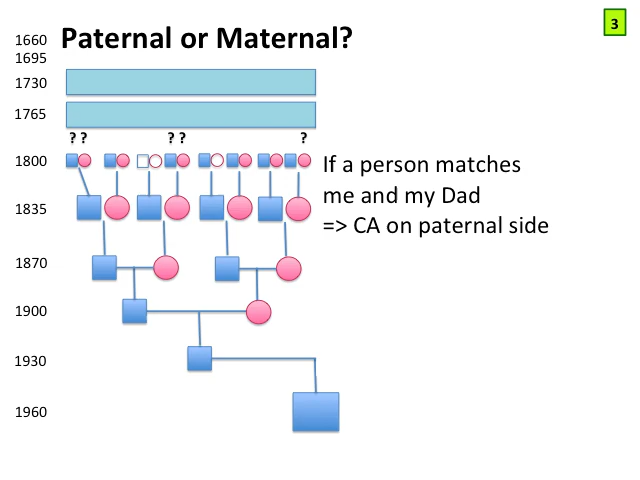 Paternal or Maternal?
3
1660
1695
1730
1765
? ? ? ? ?
1800
1835
1870
1900
1930
1960
If a person matches
me and my Dad
=> CA on paternal side